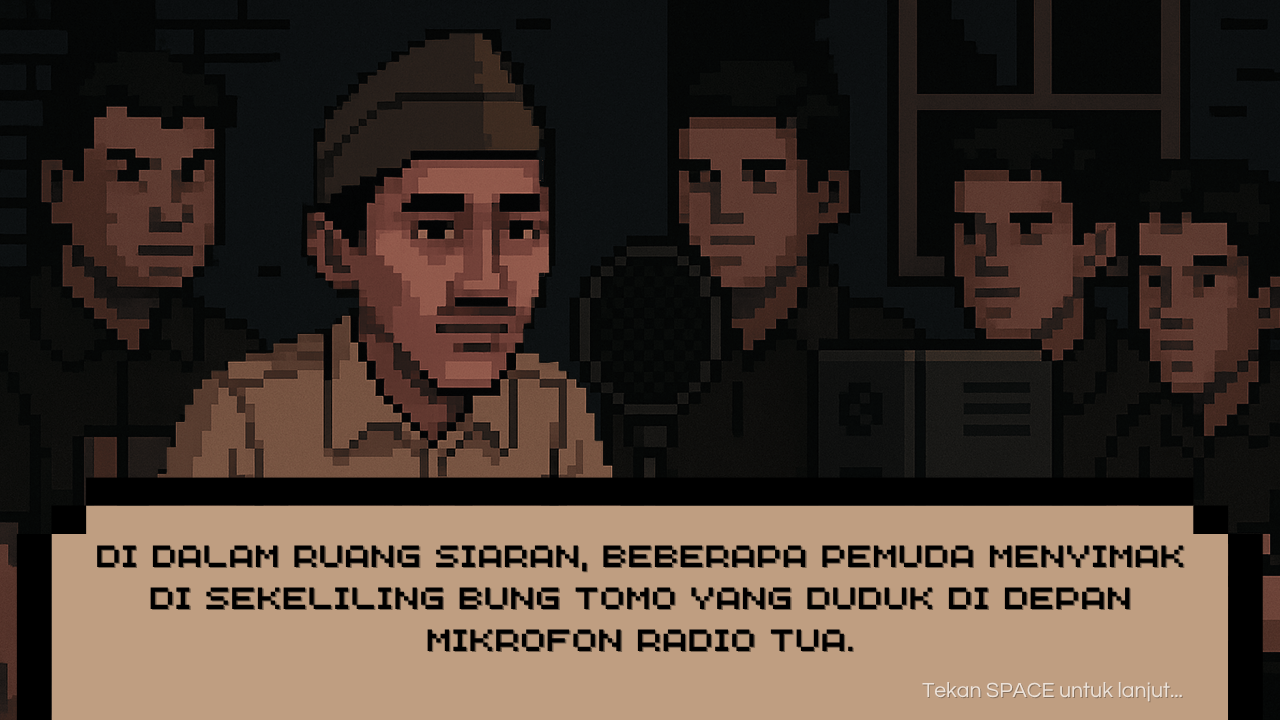 DI DALAM RUANG SIARAN, BEBERAPA PEMUDA MENYIMAK
DI SEKELILING BUNG TOMO YANG DUDUK DI DEPAN
MIKROFON RADIO TUA.
Tekan SPACE untuk lanjut...